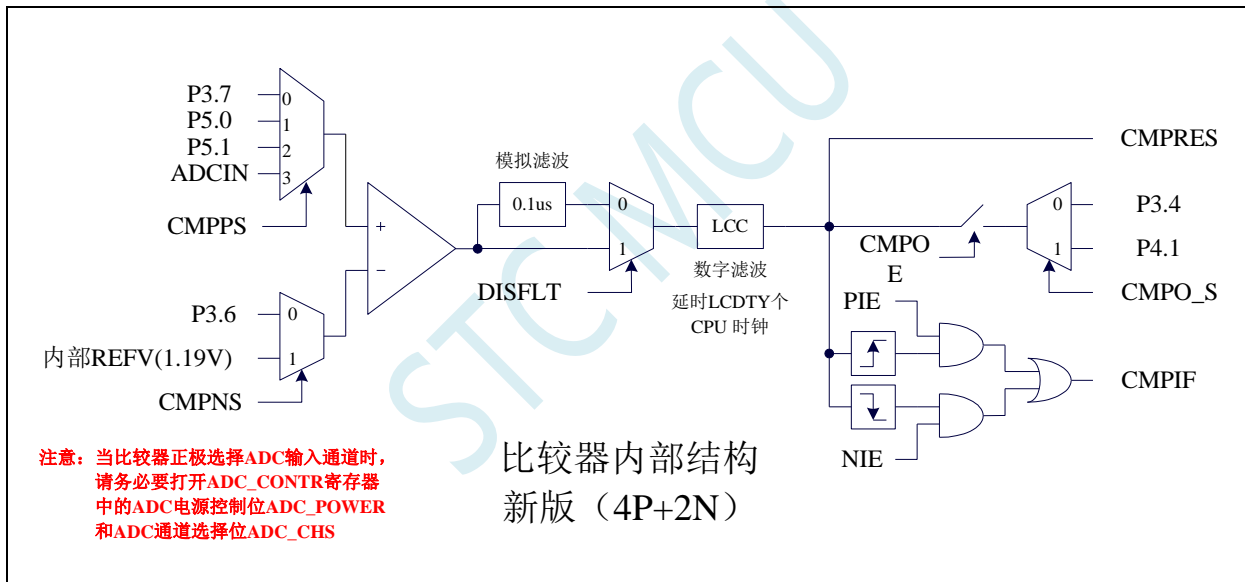 P3.7
P5.0
P5.1
ADCIN
0
1
2
3
CMPPS
+
−
P3.6
内部REFV(1.19V)
0
1
CMPNS
模拟滤波
0.1us
0
1
DISFLT
LCC
数字滤波
延时LCDTY个
CPU 时钟
CMPO
E
PIE
NIE
CMPRES
0
1
P3.4
P4.1
CMPO_S
CMPIF
注意：当比较器正极选择ADC输入通道时，
请务必要打开ADC_CONTR寄存器
中的ADC电源控制位ADC_POWER
和ADC通道选择位ADC_CHS
比较器内部结构
新版（4P+2N）
STC MCU